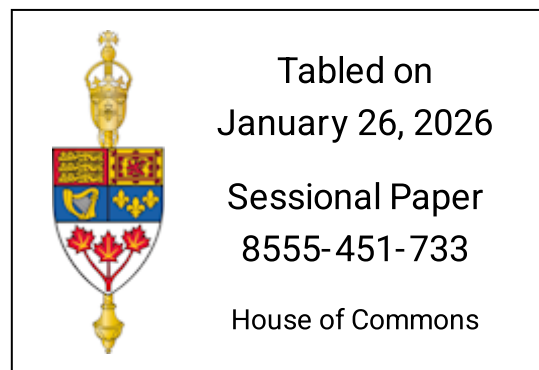 Tabled on
January 26, 2026
Sessional Paper
8555-451-733
House of Commons